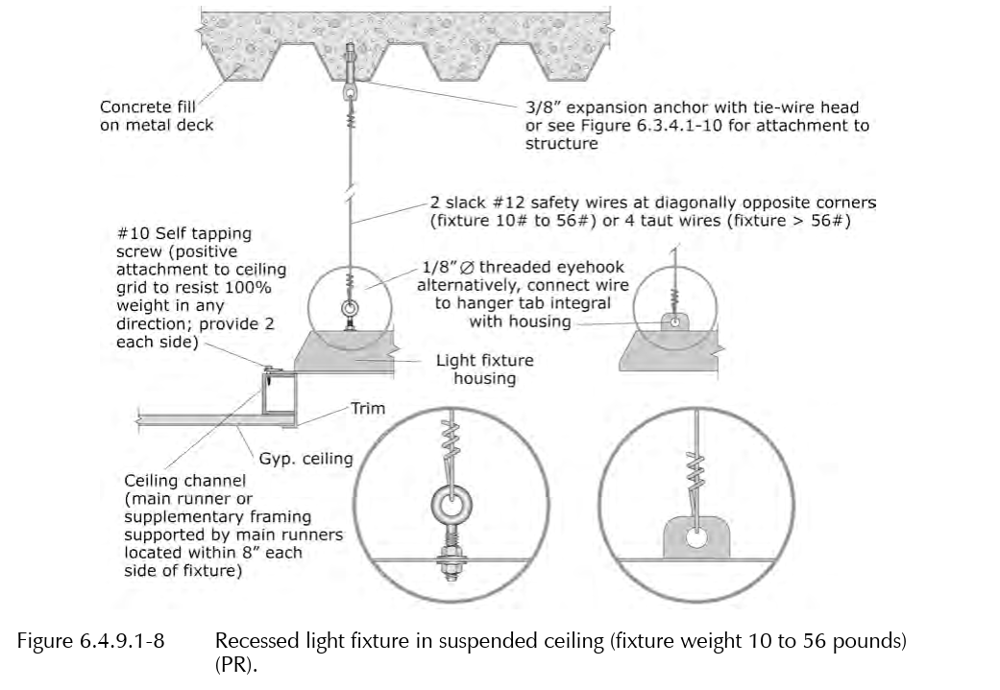 Concrete fill
on metal deck
3/8" expansion anchor with tie-wire head
or see Figure 6.3.4.1-10 for attachment to
structure
2 slack #12 safety wires at diagonally opposite corners
(fixture 10# to 56#) or 4 taut wires (fixture > 56#)
#10 Self tapping
screw (positive
attachment to ceiling
grid to resist 100%
weight in any
direction; provide 2
each side)
1/8" Ø threaded eyehook
alternatively, connect wire
to hanger tab integral
with housing
Light fixture
housing
Trim
Gyp. ceiling
Ceiling channel
(main runner or
supplementary framing
supported by main runners
located within 8" each
side of fixture)
Figure 6.4.9.1-8 Recessed light fixture in suspended ceiling (fixture weight 10 to 56 pounds)
(PR).